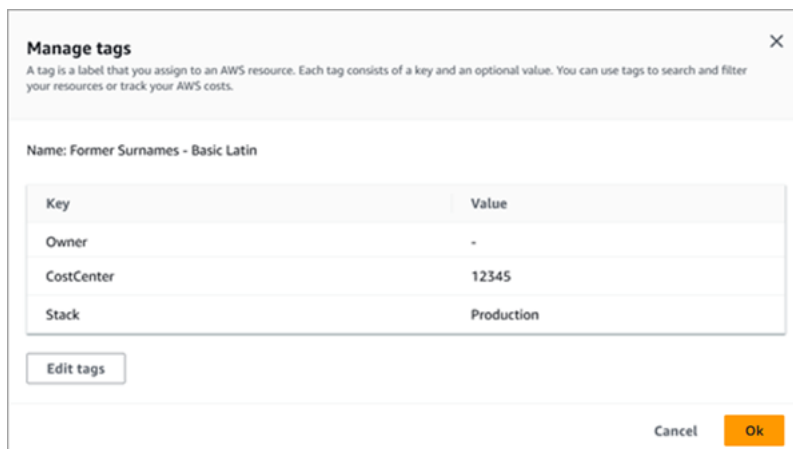 Manage tags
A tag is a label that you assign to an AWS resource. Each tag consists of a key and an optional value. You can use tags to search and filter
your resources or track your AWS costs.
Name: Former Surnames - Basic Latin
Key Value
Owner -
CostCenter 12345
Stack Production
Edit tags
Cancel Ok